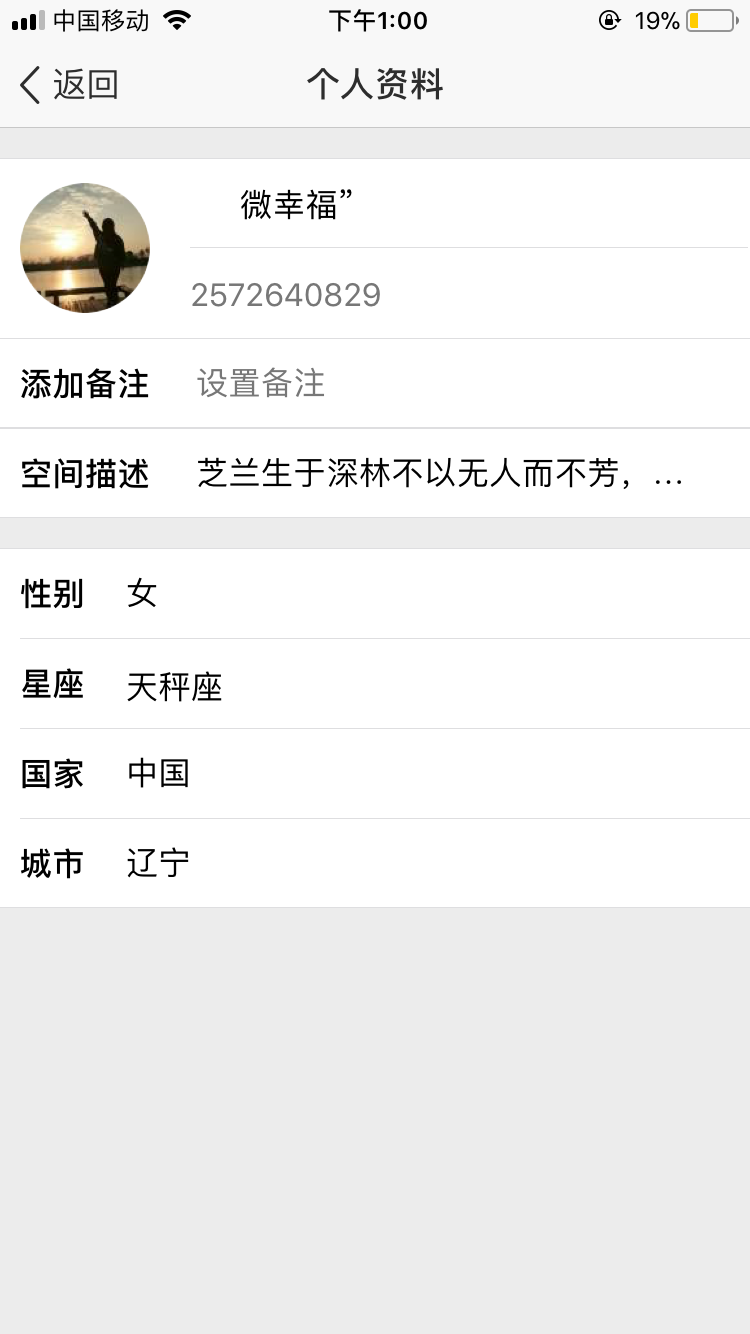 中国移动 下午1:00 19%
返回 个人资料
微幸福”
2572640829
添加备注 设置备注
空间描述 芝兰生于深林不以无人而不芳，...
性别 女
星座 天秤座
国家 中国
城市 辽宁